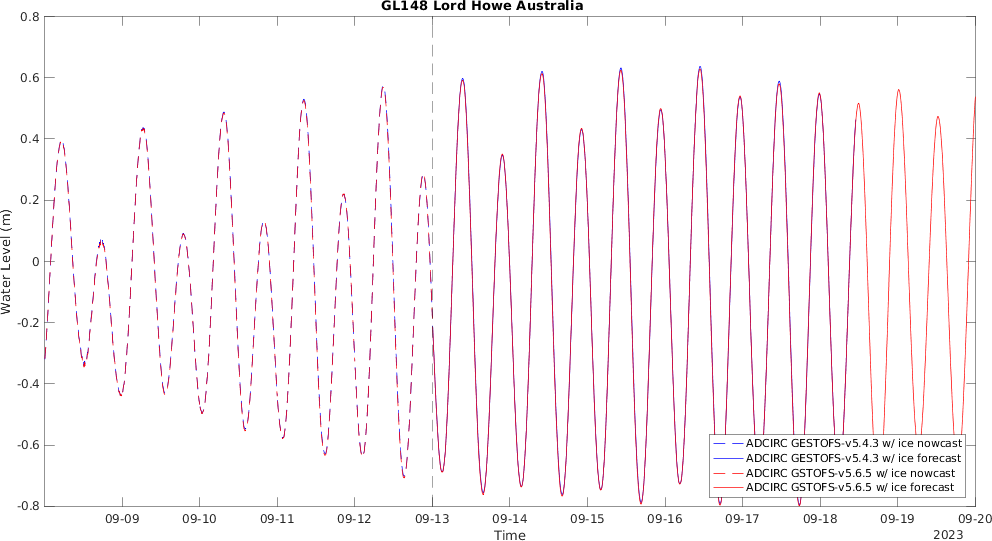 GL148 Lord Howe Australia
0.8
0.6
0.4
0.2
0
-0.2
-0.4
-0.6
-0.8
Water Level (m)
ADCIRC GESTOFS-v5.4.3 w/ ice nowcast
ADCIRC GESTOFS-v5.4.3 w/ ice forecast
ADCIRC GSTOFS-v5.6.5 w/ ice nowcast
ADCIRC GSTOFS-v5.6.5 w/ ice forecast
09-09 09-10 09-11 09-12 09-13 09-14 09-15 09-16 09-17 09-18 09-19 09-20
Time 2023